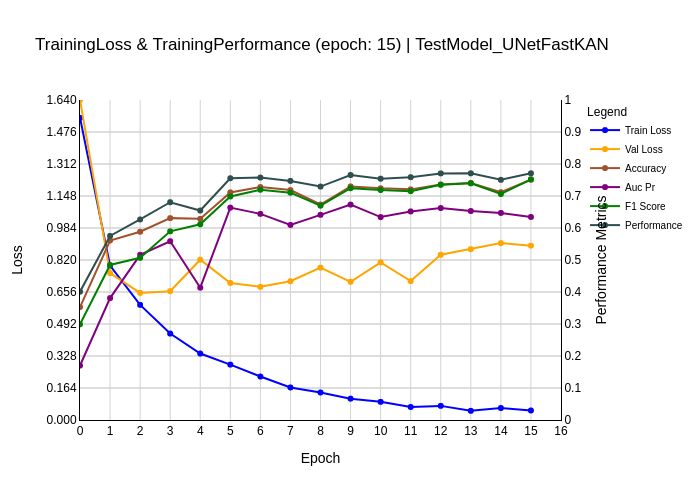 TrainingLoss & TrainingPerformance (epoch: 15) | TestModel_UNetFastKAN
Legend
Train Loss
Val Loss
Accuracy
Auc Pr
F1 Score
Performance
Loss
1.640
1.476
1.312
1.148
0.984
0.820
0.656
0.492
0.328
0.164
0.000
1
0.9
0.8
0.7
0.6
0.5
0.4
0.3
0.2
0.1
0
Performance Metrics
0 1 2 3 4 5 6 7 8 9 10 11 12 13 14 15 16
Epoch